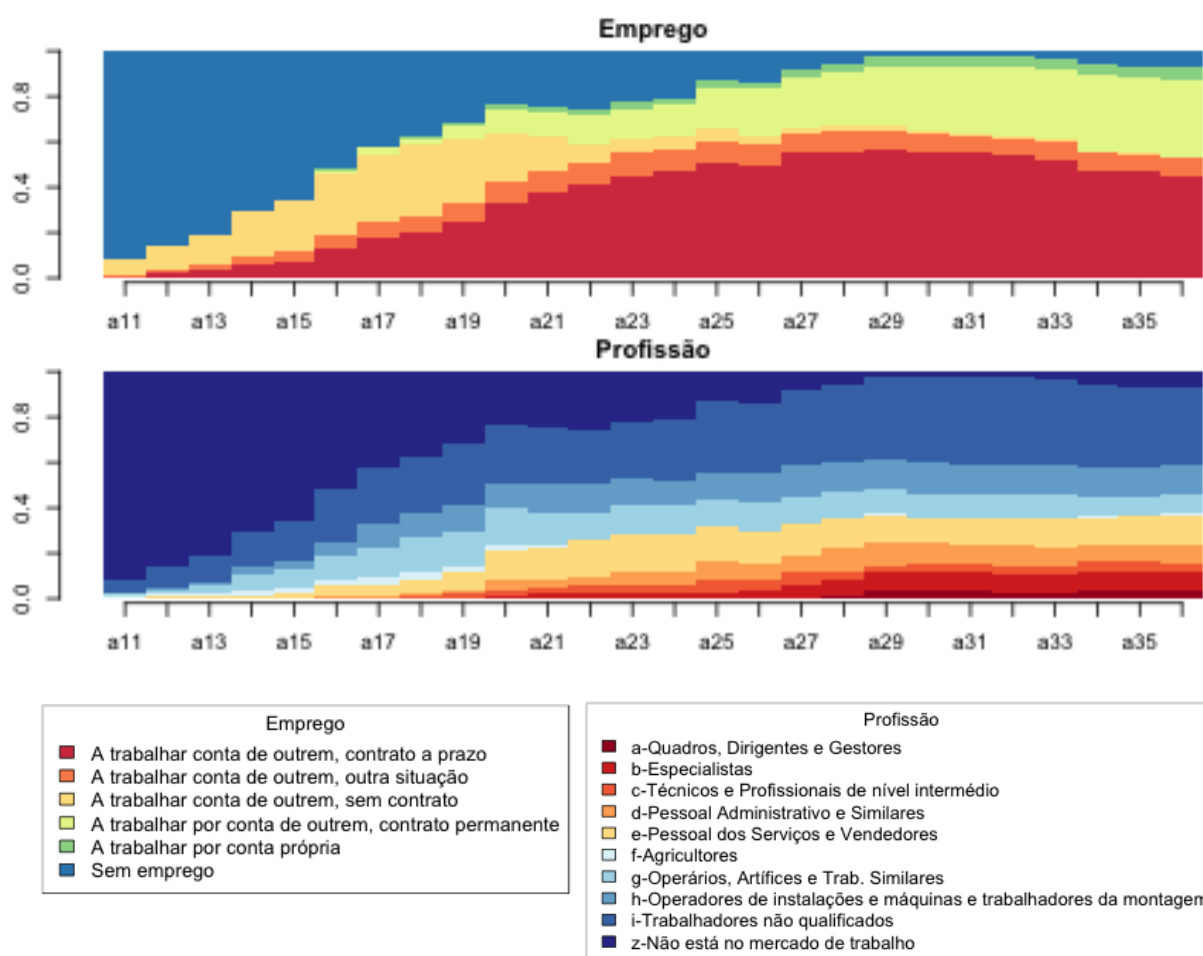 Emprego
0.8
0.4
0.0
a11 a13 a15 a17 a19 a21 a23 a25 a27 a29 a31 a33 a35
Profissão
0.8
0.4
0.0
a11 a13 a15 a17 a19 a21 a23 a25 a27 a29 a31 a33 a35
Emprego
A trabalhar conta de outrem, contrato a prazo
A trabalhar conta de outrem, outra situação
A trabalhar conta de outrem, sem contrato
A trabalhar por conta de outrem, contrato permanente
A trabalhar por conta própria
Sem emprego
Profissão
a-Quadros, Dirigentes e Gestores
b-Especialistas
c-Técnicos e Profissionais de nível intermédio
d-Pessoal Administrativo e Similares
e-Pessoal dos Serviços e Vendedores
f-Agricultores
g-Operários, Artífices e Trab. Similares
h-Operadores de instalações e máquinas e trabalhadores da montagem
i-Trabalhadores não qualificados
z-Não está no mercado de trabalho